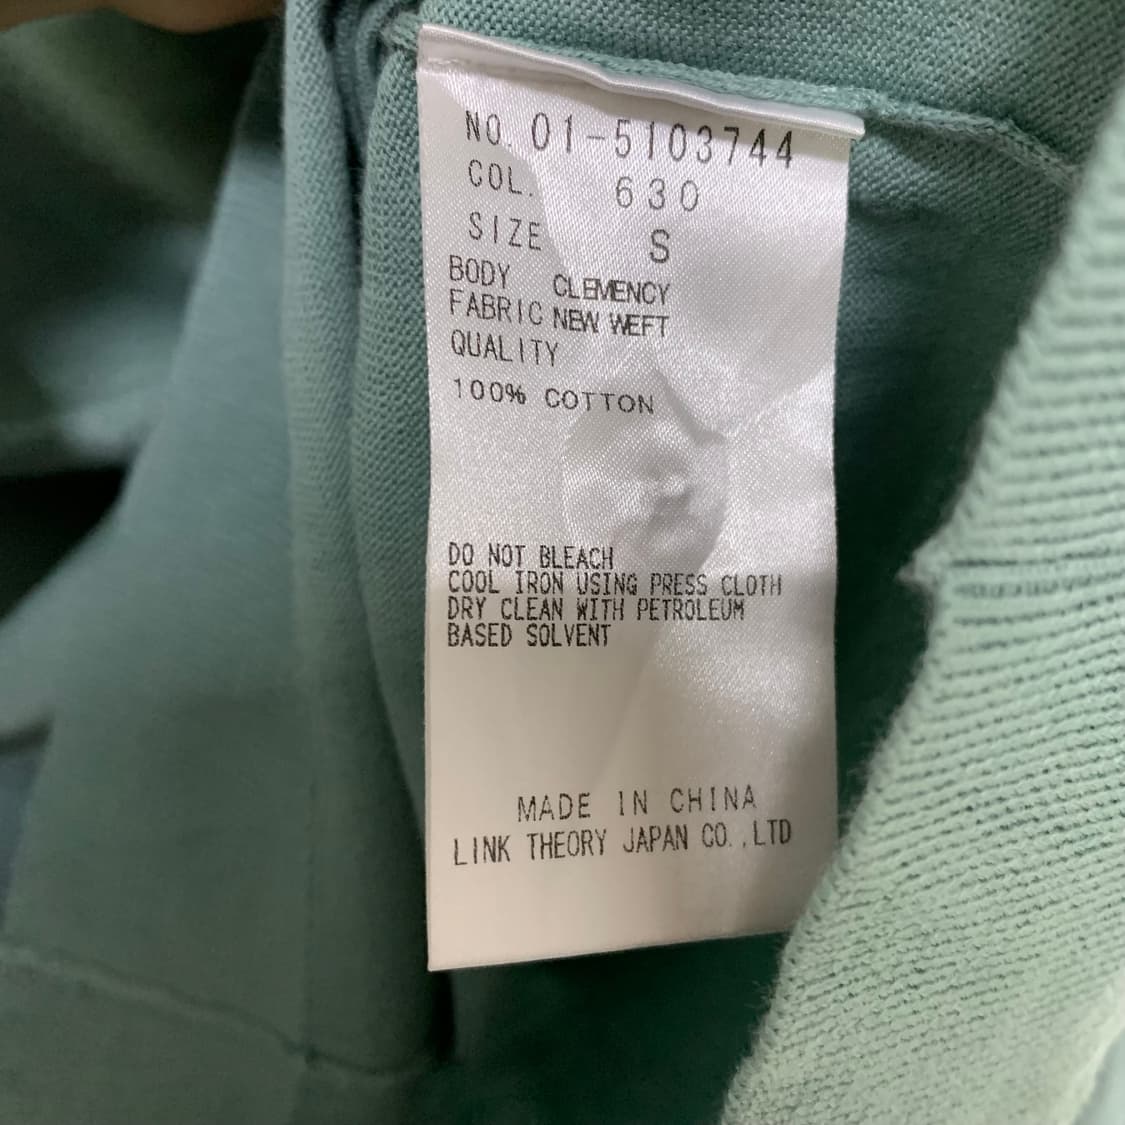 NO. 01-5103744
COL. 630
SIZE S
BODY CLEMENCY
FABRIC NEW WEFT
QUALITY
100% COTTON
DO NOT BLEACH
COOL IRON USING PRESS CLOTH
DRY CLEAN WITH PETROLEUM
BASED SOLVENT
MADE IN CHINA
LINK THEORY JAPAN CO.,LTD